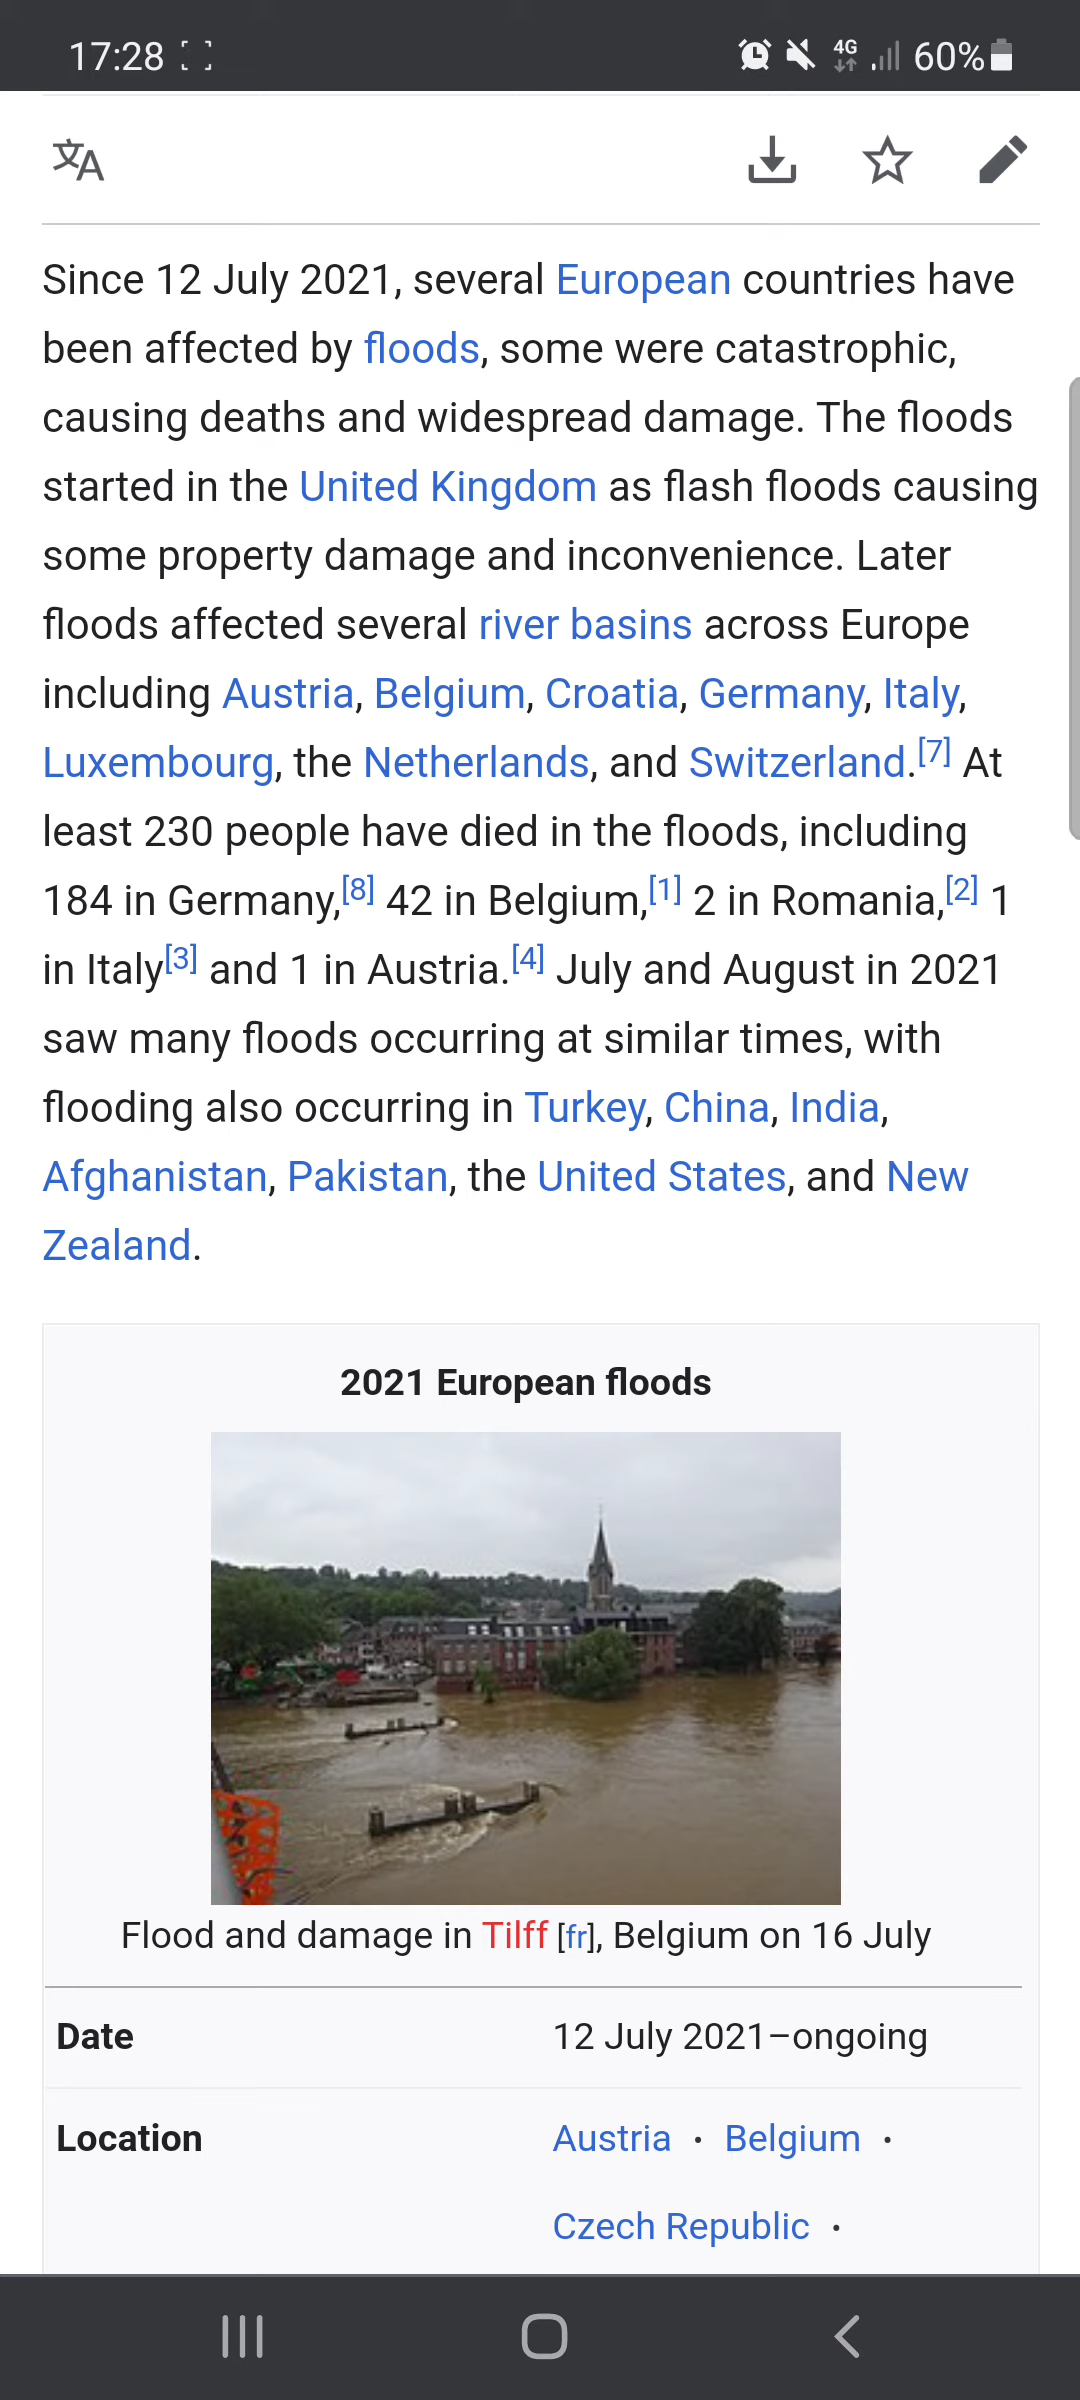 17:28
4G 60%
文A
Since 12 July 2021, several European countries have
been affected by floods, some were catastrophic,
causing deaths and widespread damage. The floods
started in the United Kingdom as flash floods causing
some property damage and inconvenience. Later
floods affected several river basins across Europe
including Austria, Belgium, Croatia, Germany, Italy,
Luxembourg, the Netherlands, and Switzerland.[7] At
least 230 people have died in the floods, including
184 in Germany,[8] 42 in Belgium,[1] 2 in Romania,[2] 1
in Italy[3] and 1 in Austria.[4] July and August in 2021
saw many floods occurring at similar times, with
flooding also occurring in Turkey, China, India,
Afghanistan, Pakistan, the United States, and New
Zealand.
2021 European floods
Flood and damage in Tilff [fr], Belgium on 16 July
Date 12 July 2021–ongoing
Location Austria · Belgium ·
Czech Republic ·